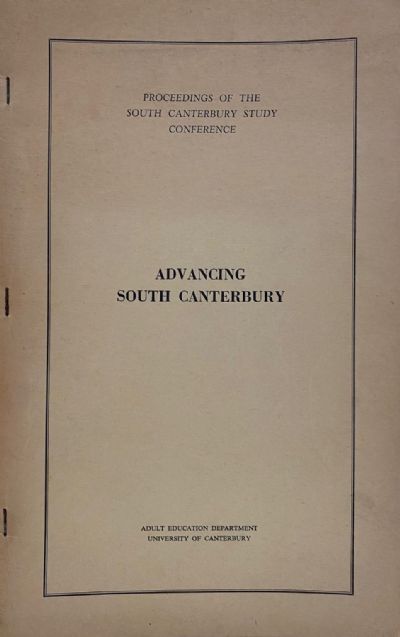 PROCEEDINGS OF THE
SOUTH CANTERBURY STUDY
CONFERENCE
ADVANCING
SOUTH CANTERBURY
ADULT EDUCATION DEPARTMENT
UNIVERSITY OF CANTERBURY